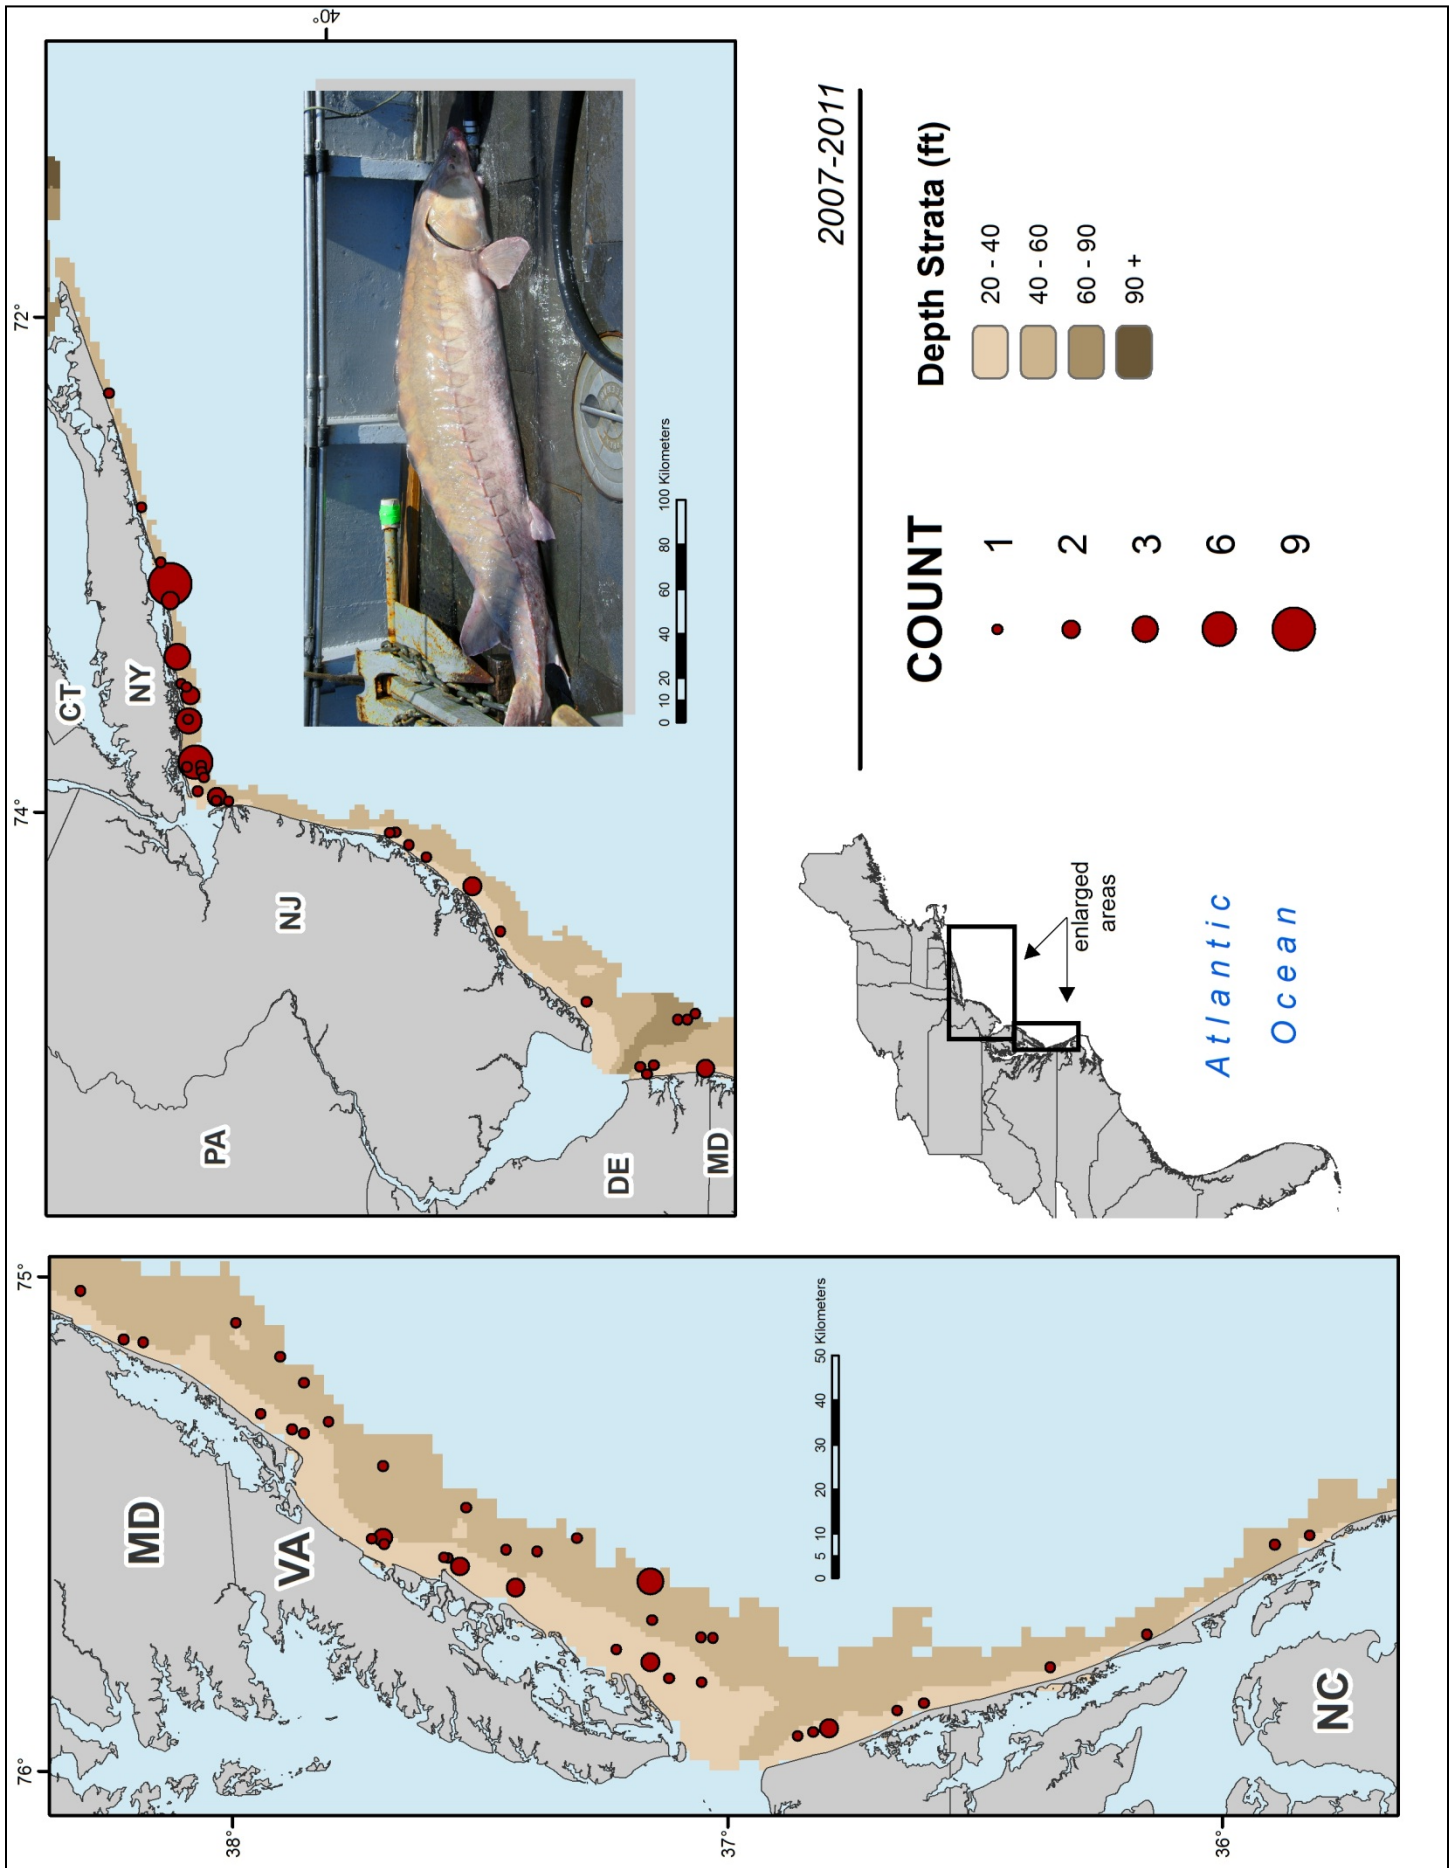 40°
72°
74°
CT
NY
NJ
PA
DE
MD
0 10 20 40 60 80 100 Kilometers
75°
76°
38°
37°
36°
MD
VA
NC
0 5 10 20 30 40 50 Kilometers
2007-2011
COUNT
1
2
3
6
9
Depth Strata (ft)
20 - 40
40 - 60
60 - 90
90 +
enlarged
areas
Atlantic
Ocean